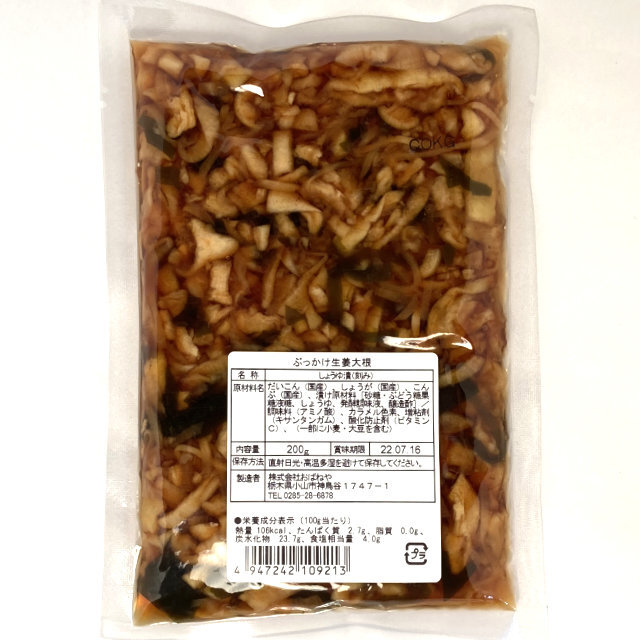 COKG
ぶっかけ生姜大根
名 称 しょうゆ漬(刻み)
原材料名 だいこん(国産)、しょうが(国産)、こん
ぶ(国産)、漬け原材料〔砂糖・ぶどう糖果
糖液糖、しょうゆ、発酵調味液、醸造酢〕/
調味料(アミノ酸)、カラメル色素、増粘剤
(キサンタンガム)、酸化防止剤(ビタミン
C)、(一部に小麦・大豆を含む)
内容量 200g 賞味期限 22 07.16
保存方法 直射日光・高温多湿を避けて保存してください。
製造者 株式会社おばねや
栃木県小山市神鳥谷1747-1
TEL0285-28-6878
●栄養成分表示(100g当たり)
熱量 106kcal、たんぱく質 2.7g、脂質 0.0g、
炭水化物 23.7g、食塩相当量 4.0g
プラ
4 947242 109213